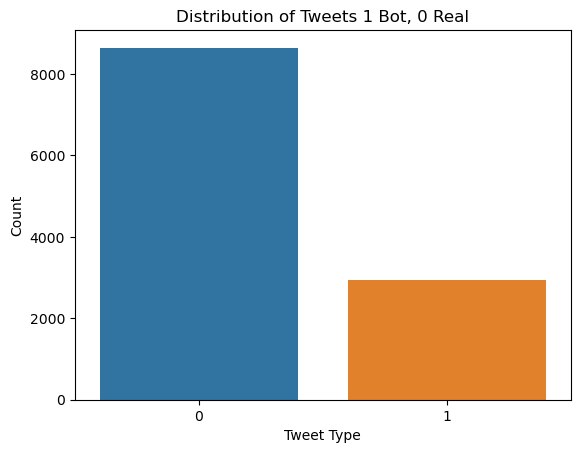 Distribution of Tweets 1 Bot, 0 Real
8000
6000
4000
2000
0
Count
0 1
Tweet Type